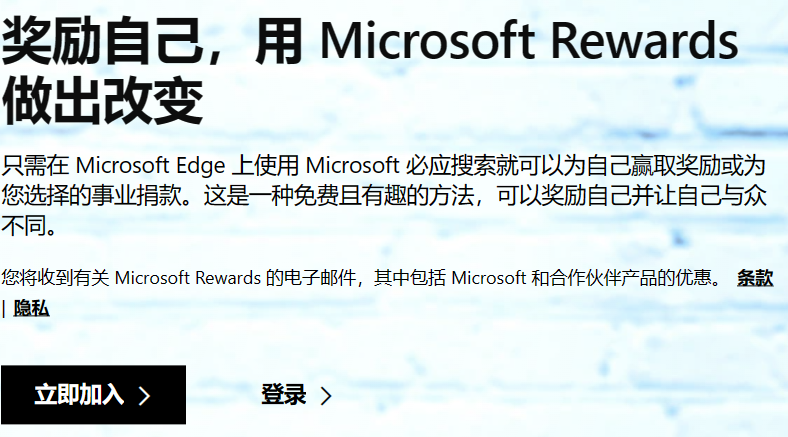 奖励自己，用 Microsoft Rewards
做出改变
只需在 Microsoft Edge 上使用 Microsoft 必应搜索就可以为自己赢取奖励或为
您选择的事业捐款。这是一种免费且有趣的方法，可以奖励自己并让自己与众
不同。
您将收到有关 Microsoft Rewards 的电子邮件，其中包括 Microsoft 和合作伙伴产品的优惠。 条款
| 隐私
立即加入 > 登录 >